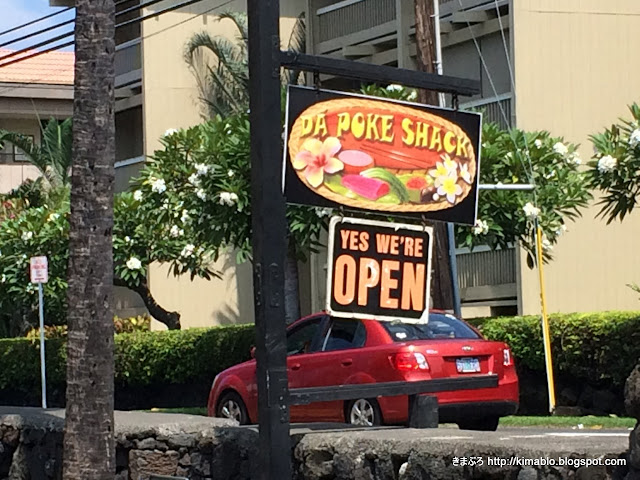 DA POKE SHACK
YES WE'RE
OPEN
きまぶろ http://kimablo.blogspot.com